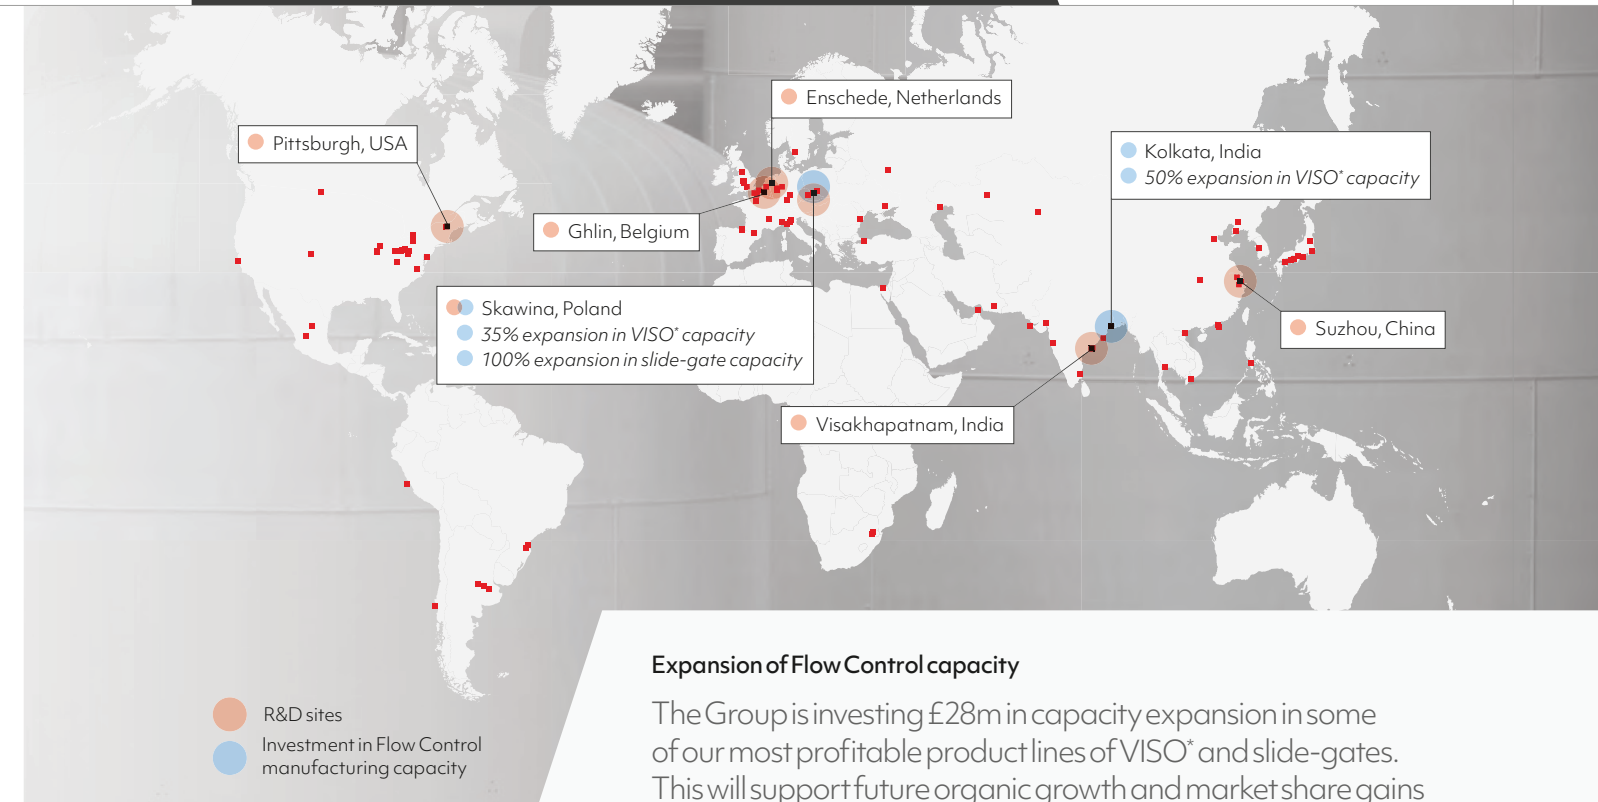 Enschede, Netherlands
Pittsburgh, USA
Kolkata, India
50% expansion in VISO* capacity
Ghlin, Belgium
Skawina, Poland
35% expansion in VISO* capacity
100% expansion in slide-gate capacity
Suzhou, China
Visakhapatnam, India
R&D sites
Investment in Flow Control
manufacturing capacity
Expansion of Flow Control capacity
The Group is investing £28m in capacity expansion in some
of our most profitable product lines of VISO* and slide-gates.
This will support future organic growth and market share gains